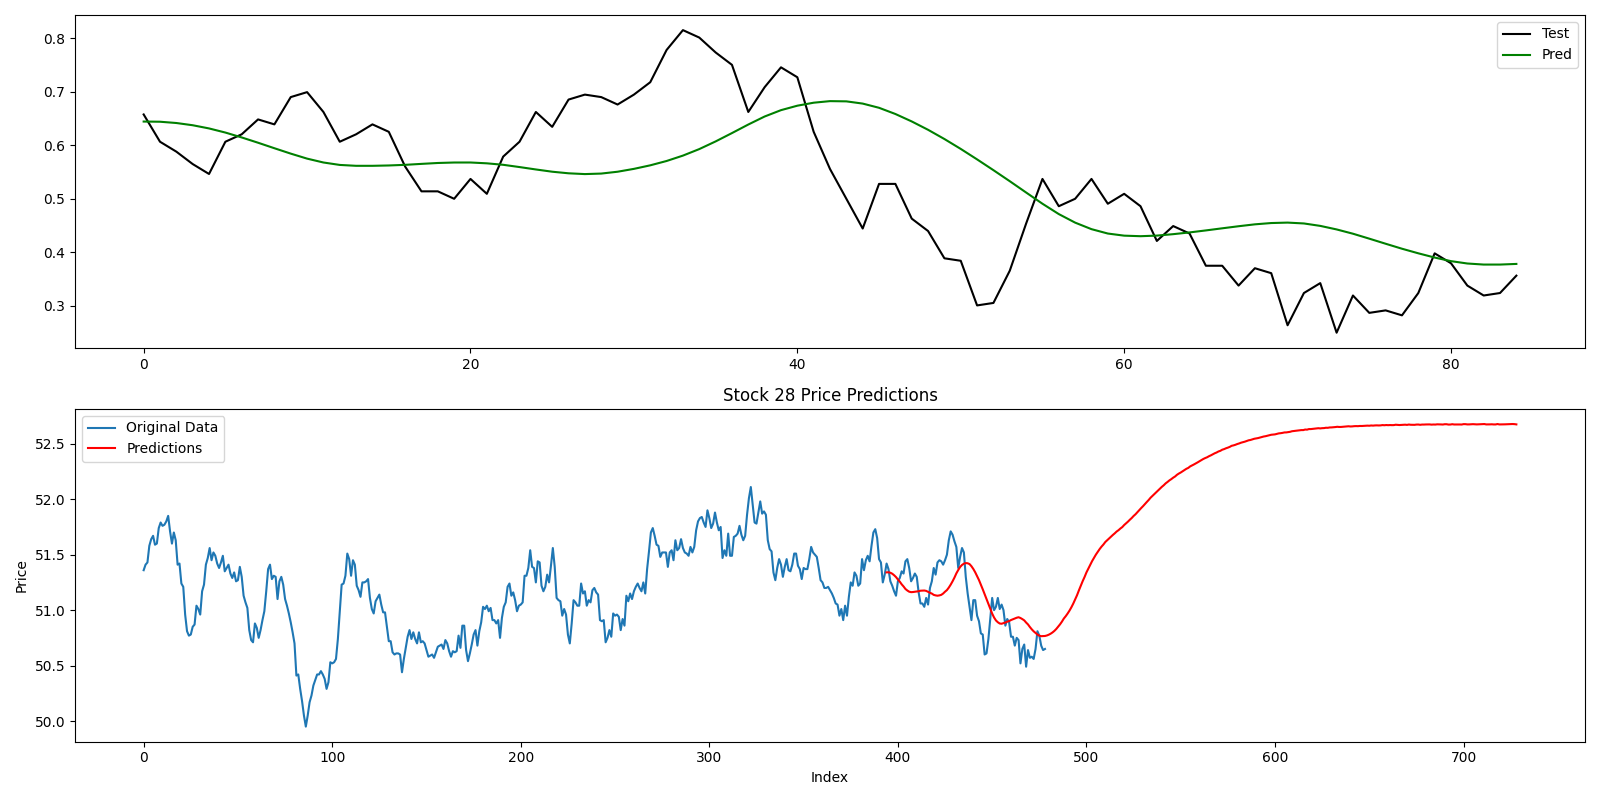 0.8
0.7
0.6
0.5
0.4
0.3
Test
Pred
0 20 40 60 80
Stock 28 Price Predictions
Original Data
Predictions
52.5
52.0
51.5
51.0
50.5
50.0
Price
0 100 200 300 400 500 600 700
Index